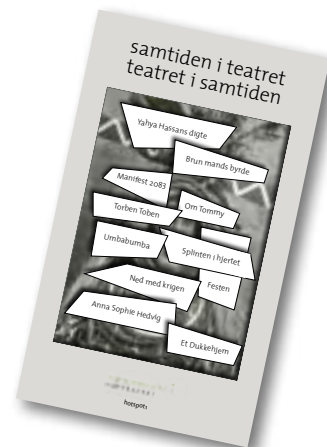 samtiden i teatret
teatret i samtiden
Yahya Hassans digte
Brun mands byrde
Manifest 2083
Om Tommy
Torben Toben
Umbabumba
Splinten i hjertet
Ned med krigen
Festen
Anna Sophie Hedvig
Et Dukkehjem
hotspots